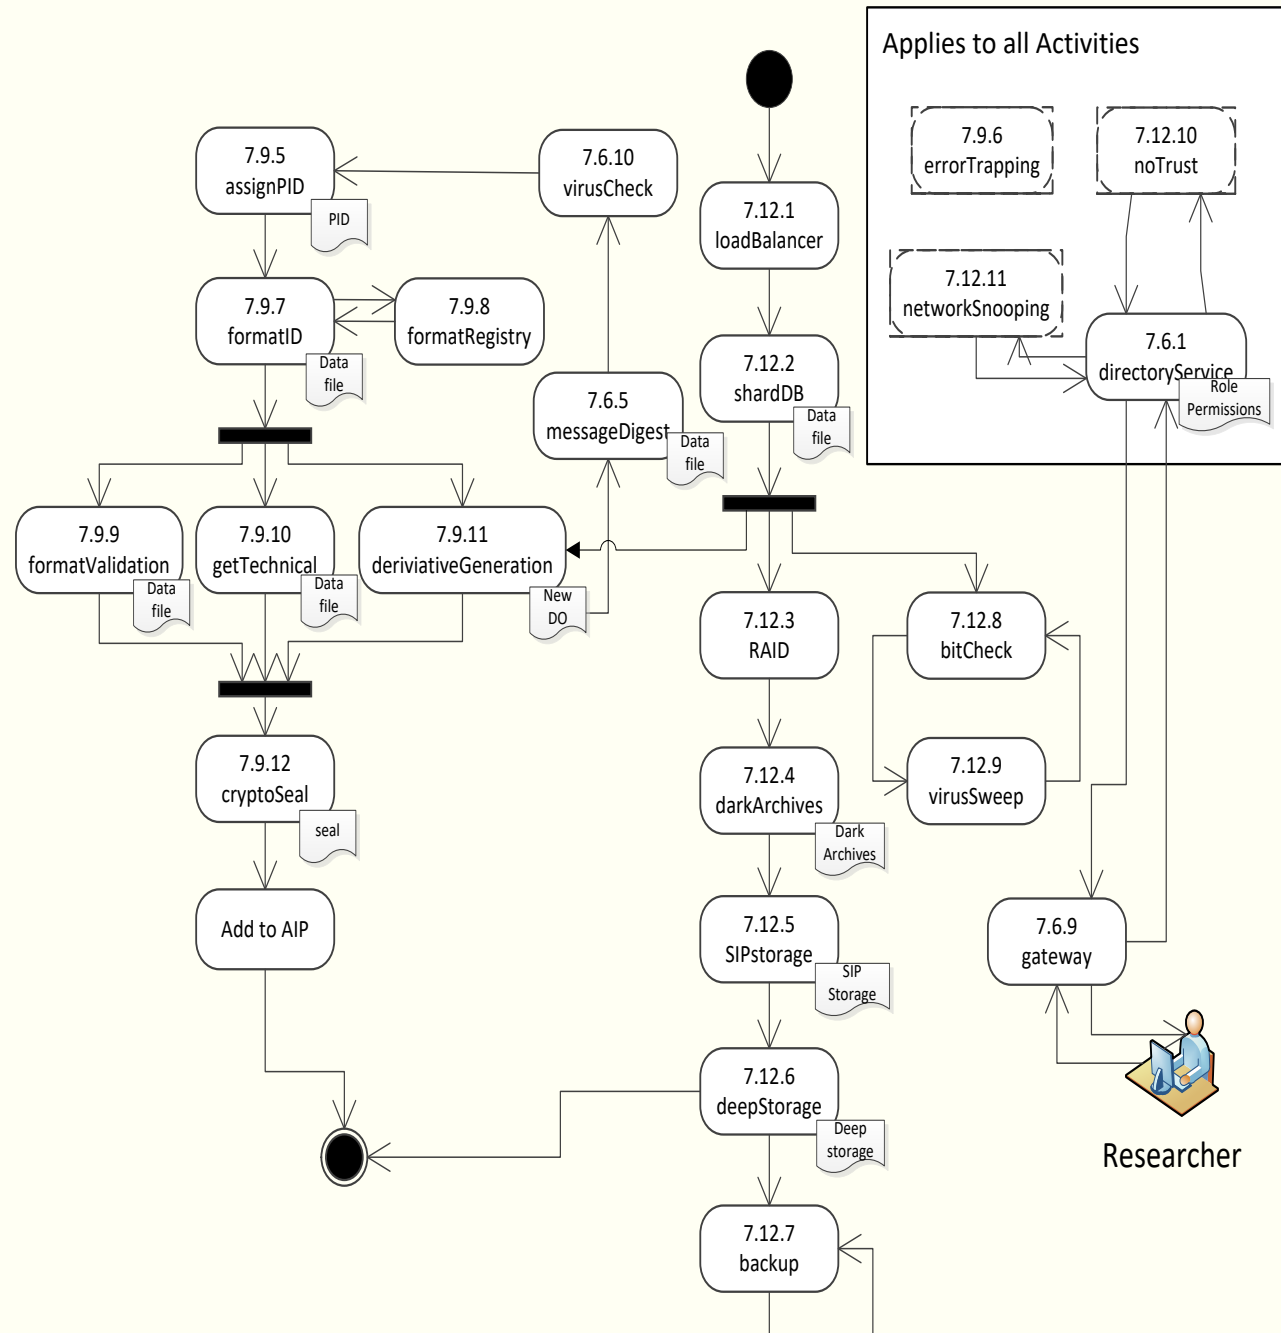 Applies to all Activities
7.9.6
errorTrapping
7.12.10
noTrust
7.12.11
networkSnooping
7.6.1
directoryService
Role
Permissions
7.9.5
assignPID
PID
7.6.10
virusCheck
7.12.1
loadBalancer
7.9.7
formatID
Data
file
7.9.8
formatRegistry
7.12.2
shardDB
Data
file
7.6.5
messageDigest
Data
file
7.9.9
formatValidation
Data
file
7.9.10
getTechnical
Data
file
7.9.11
deriviativeGeneration
New
DO
7.12.3
RAID
7.12.8
bitCheck
7.9.12
cryptoSeal
seal
7.12.4
darkArchives
Dark
Archives
7.12.9
virusSweep
Add to AIP
7.12.5
SIPstorage
SIP
Storage
7.6.9
gateway
7.12.6
deepStorage
Deep
storage
Researcher
7.12.7
backup